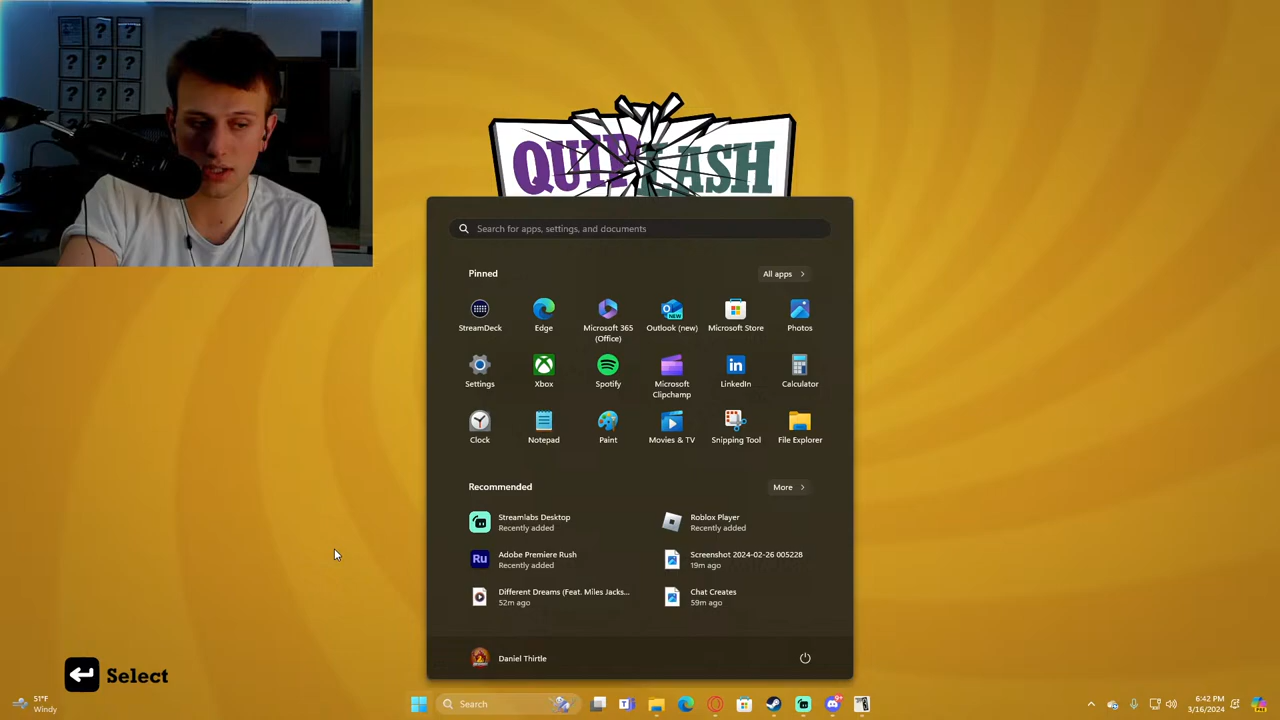 ? ?
? ? ?
? ? ?
QUIPLASH
Search for apps, settings, and documents
Pinned
All apps
StreamDeck
Edge
Microsoft 365
(Office)
Outlook (new)
Microsoft Store
Photos
Settings
Xbox
Spotify
Microsoft
Clipchamp
LinkedIn
Calculator
Clock
Notepad
Paint
Movies & TV
Snipping Tool
File Explorer
Recommended
More
Streamlabs Desktop
Recently added
Roblox Player
Recently added
Ru
Adobe Premiere Rush
Recently added
Screenshot 2024-02-26 005228
19m ago
Different Dreams (Feat. Miles Jacks...
52m ago
Chat Creates
59m ago
Daniel Thirtle
Select
51°F
Windy
Search
6:42 PM
3/16/2024